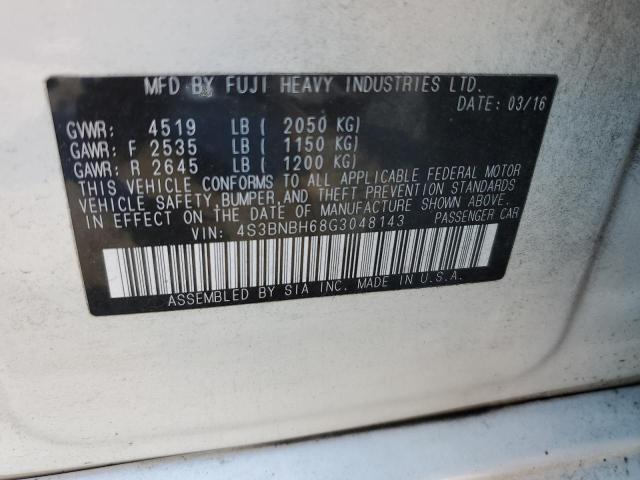 MFD BY FUJI HEAVY INDUSTRIES LTD.
DATE: 03/16
GVWR: 4519 LB ( 2050 KG)
GAWR: F 2535 LB ( 1150 KG)
GAWR: R 2645 LB ( 1200 KG)
THIS VEHICLE CONFORMS TO ALL APPLICABLE FEDERAL MOTOR
VEHICLE SAFETY, BUMPER, AND THEFT PREVENTION STANDARDS
IN EFFECT ON THE DATE OF MANUFACTURE SHOWN ABOVE.
VIN: 4S3BNBH68G3048143 PASSENGER CAR
ASSEMBLED BY SIA INC. MADE IN U.S.A.